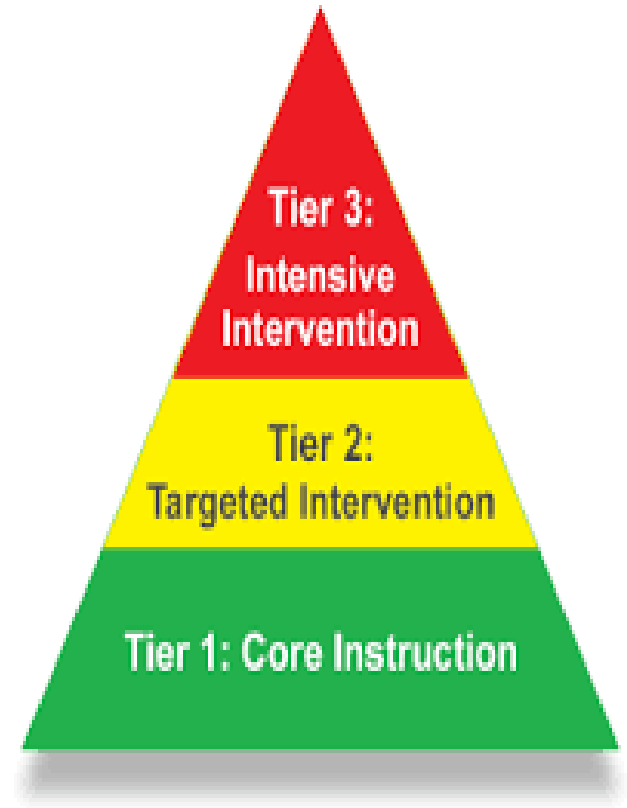 Tier 3:
Intensive
Intervention
Tier 2:
Targeted Intervention
Tier 1: Core Instruction